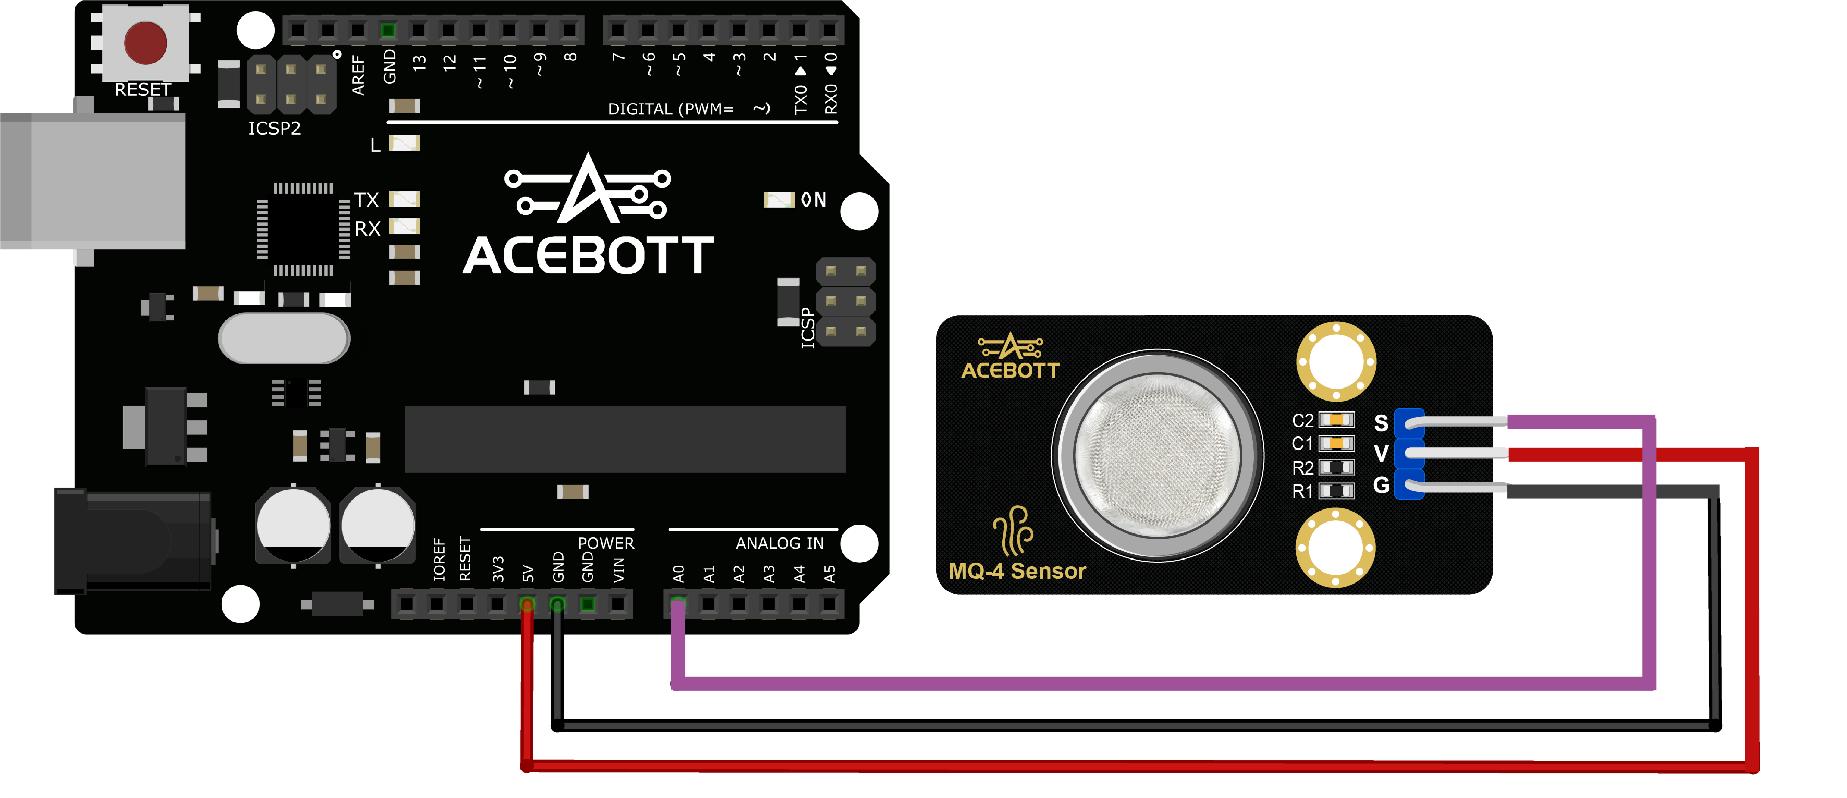 RESET
ICSP2
AREF
GND
13
12
~11
~10
~9
8
7
~6
~5
4
~3
2
TX0 ▶ 1
RX0 ◀ 0
DIGITAL (PWM= ~)
L
TX
RX
ON
ACEBOTT
ICSP
POWER
ANALOG IN
IOREF
RESET
3V3
5V
GND
GND
VIN
A0
A1
A2
A3
A4
A5
ACEBOTT
C2
C1
R2
R1
S
V
G
MQ-4 Sensor